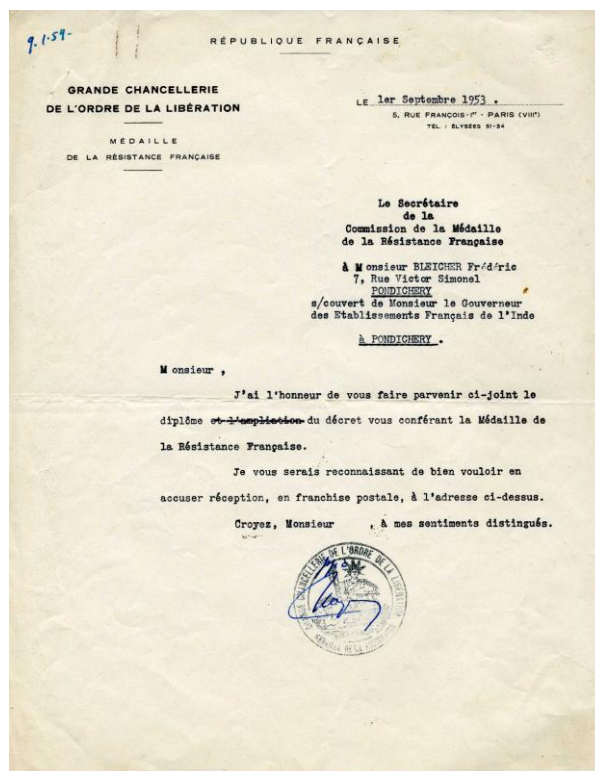 9.1.54-
RÉPUBLIQUE FRANÇAISE
GRANDE CHANCELLERIE
DE L'ORDRE DE LA LIBÉRATION
MÉDAILLE
DE LA RÉSISTANCE FRANÇAISE
LE 1er Septembre 1953 .
5, RUE FRANÇOIS-1er - PARIS (VIIIe)
TÉL. : ÉLYSÉES 51-34
Le Secrétaire
de la
Commission de la Médaille
de la Résistance Française
à Monsieur BLEICHER Frédéric
7, Rue Victor Simonel
PONDICHERY
s/couvert de Monsieur le Gouverneur
des Etablissements Français de l'Inde
à PONDICHERY .
Monsieur ,
J'ai l'honneur de vous faire parvenir ci-joint le
diplôme et l'ampliation du décret vous conférant la Médaille de
la Résistance Française.
Je vous serais reconnaissant de bien vouloir en
accuser réception, en franchise postale, à l'adresse ci-dessus.
Croyez, Monsieur , à mes sentiments distingués.
GRANDE CHANCELLERIE DE L'ORDRE DE LA LIBÉRATION
MÉDAILLE DE LA RÉSISTANCE